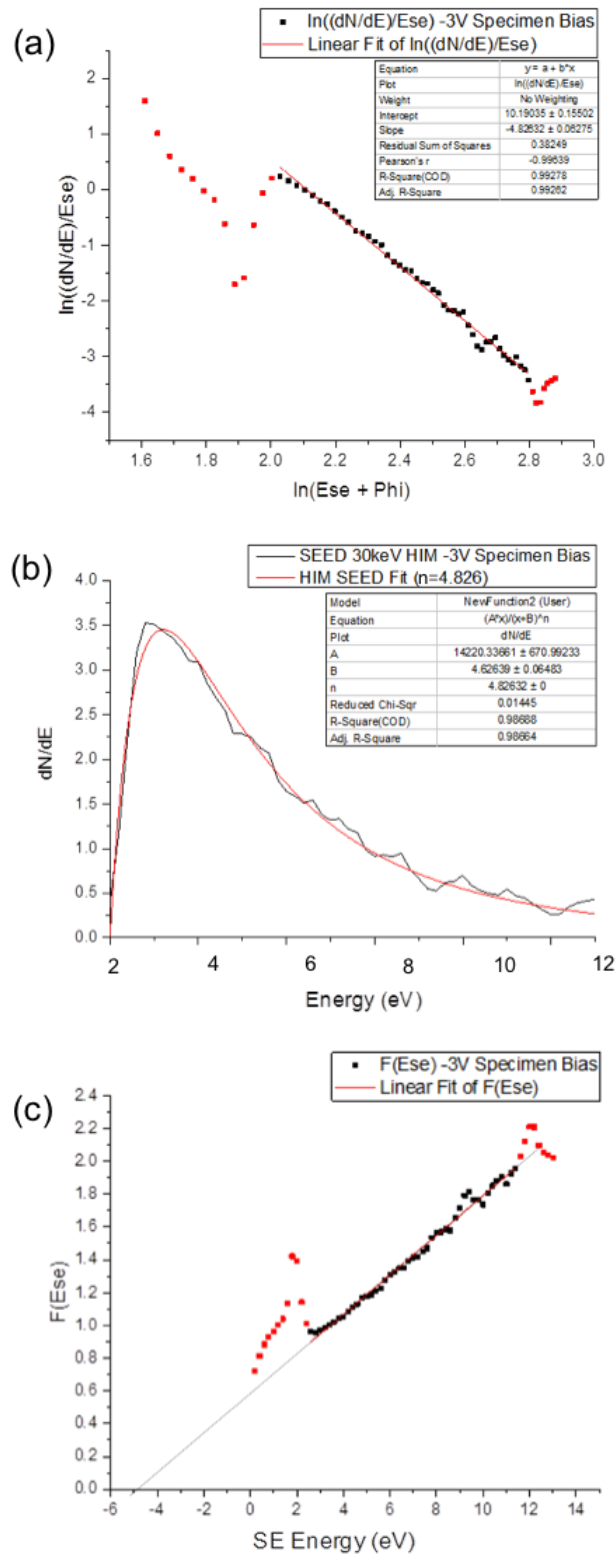 (a)
ln((dN/dE)/Ese) -3V Specimen Bias
Linear Fit of ln((dN/dE)/Ese)
Equation y = a + b*x
Plot ln((dN/dE)/Ese)
Weight No Weighting
Intercept 10.19035 ± 0.15502
Slope -4.82632 ± 0.06275
Residual Sum of Squares 0.38249
Pearson's r -0.99639
R-Square(COD) 0.99278
Adj. R-Square 0.99262
ln((dN/dE)/Ese)
2
1
0
-1
-2
-3
-4
1.6 1.8 2.0 2.2 2.4 2.6 2.8 3.0
ln(Ese + Phi)
(b)
SEED 30keV HIM -3V Specimen Bias
HIM SEED Fit (n=4.826)
Model NewFunction2 (User)
Equation (A*x)/(x+B)^n
Plot dN/dE
A 14220.33661 ± 670.99233
B 4.62639 ± 0.06483
n 4.82632 ± 0
Reduced Chi-Sqr 0.01445
R-Square(COD) 0.98688
Adj. R-Square 0.98664
dN/dE
4.0
3.5
3.0
2.5
2.0
1.5
1.0
0.5
0.0
2 4 6 8 10 12
Energy (eV)
(c)
F(Ese) -3V Specimen Bias
Linear Fit of F(Ese)
F(Ese)
2.4
2.2
2.0
1.8
1.6
1.4
1.2
1.0
0.8
0.6
0.4
0.2
0.0
-6 -4 -2 0 2 4 6 8 10 12 14
SE Energy (eV)